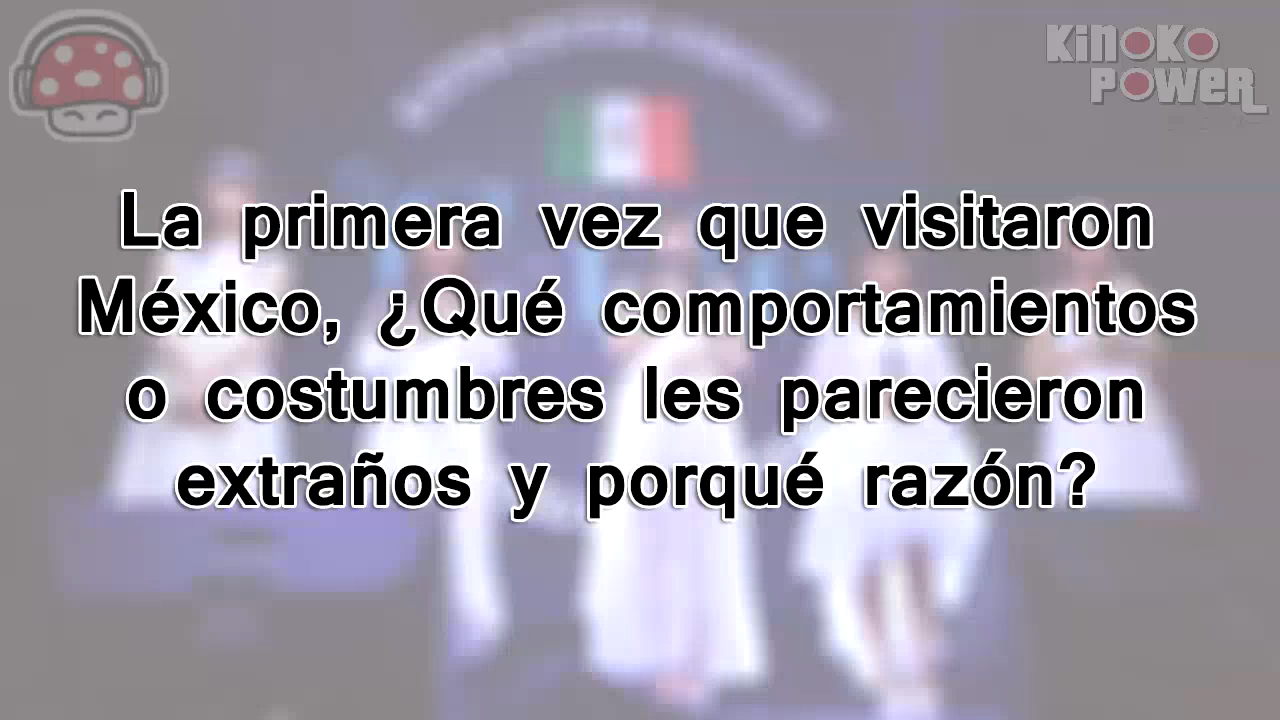 KINOKO
POWER
La primera vez que visitaron
México, ¿Qué comportamientos
o costumbres les parecieron
extraños y porqué razón?